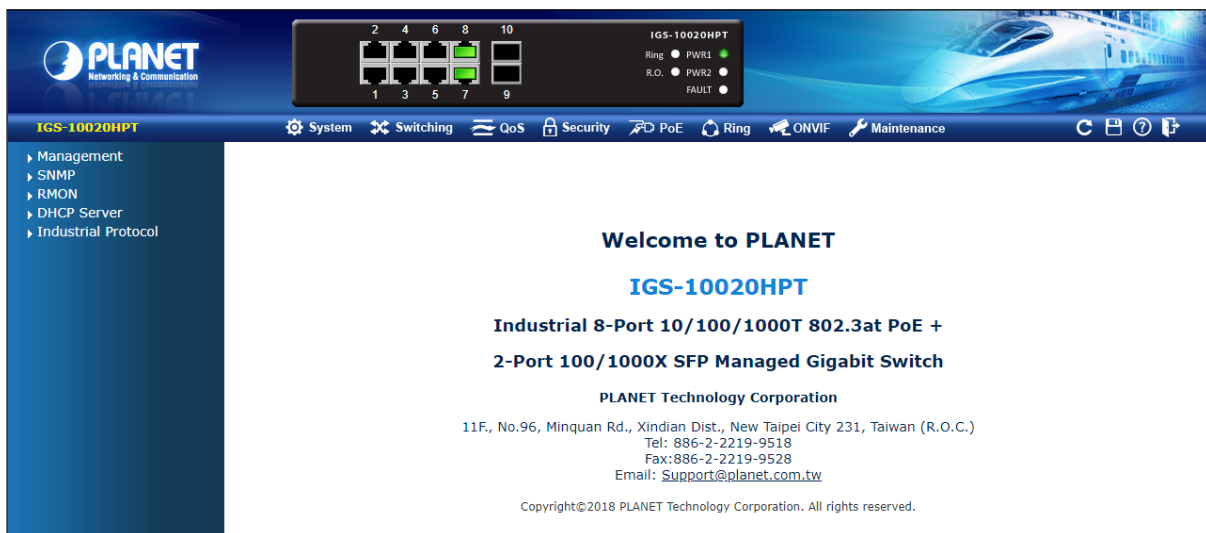 PLANET
Networking & Communication
2 4 6 8 10
1 3 5 7 9
IGS-10020HPT
Ring PWR1
R.O. PWR2
FAULT
IGS-10020HPT
System Switching QoS Security PoE Ring ONVIF Maintenance
Management
SNMP
RMON
DHCP Server
Industrial Protocol
Welcome to PLANET
IGS-10020HPT
Industrial 8-Port 10/100/1000T 802.3at PoE +
2-Port 100/1000X SFP Managed Gigabit Switch
PLANET Technology Corporation
11F., No.96, Minquan Rd., Xindian Dist., New Taipei City 231, Taiwan (R.O.C.)
Tel: 886-2-2219-9518
Fax:886-2-2219-9528
Email: Support@planet.com.tw
Copyright©2018 PLANET Technology Corporation. All rights reserved.